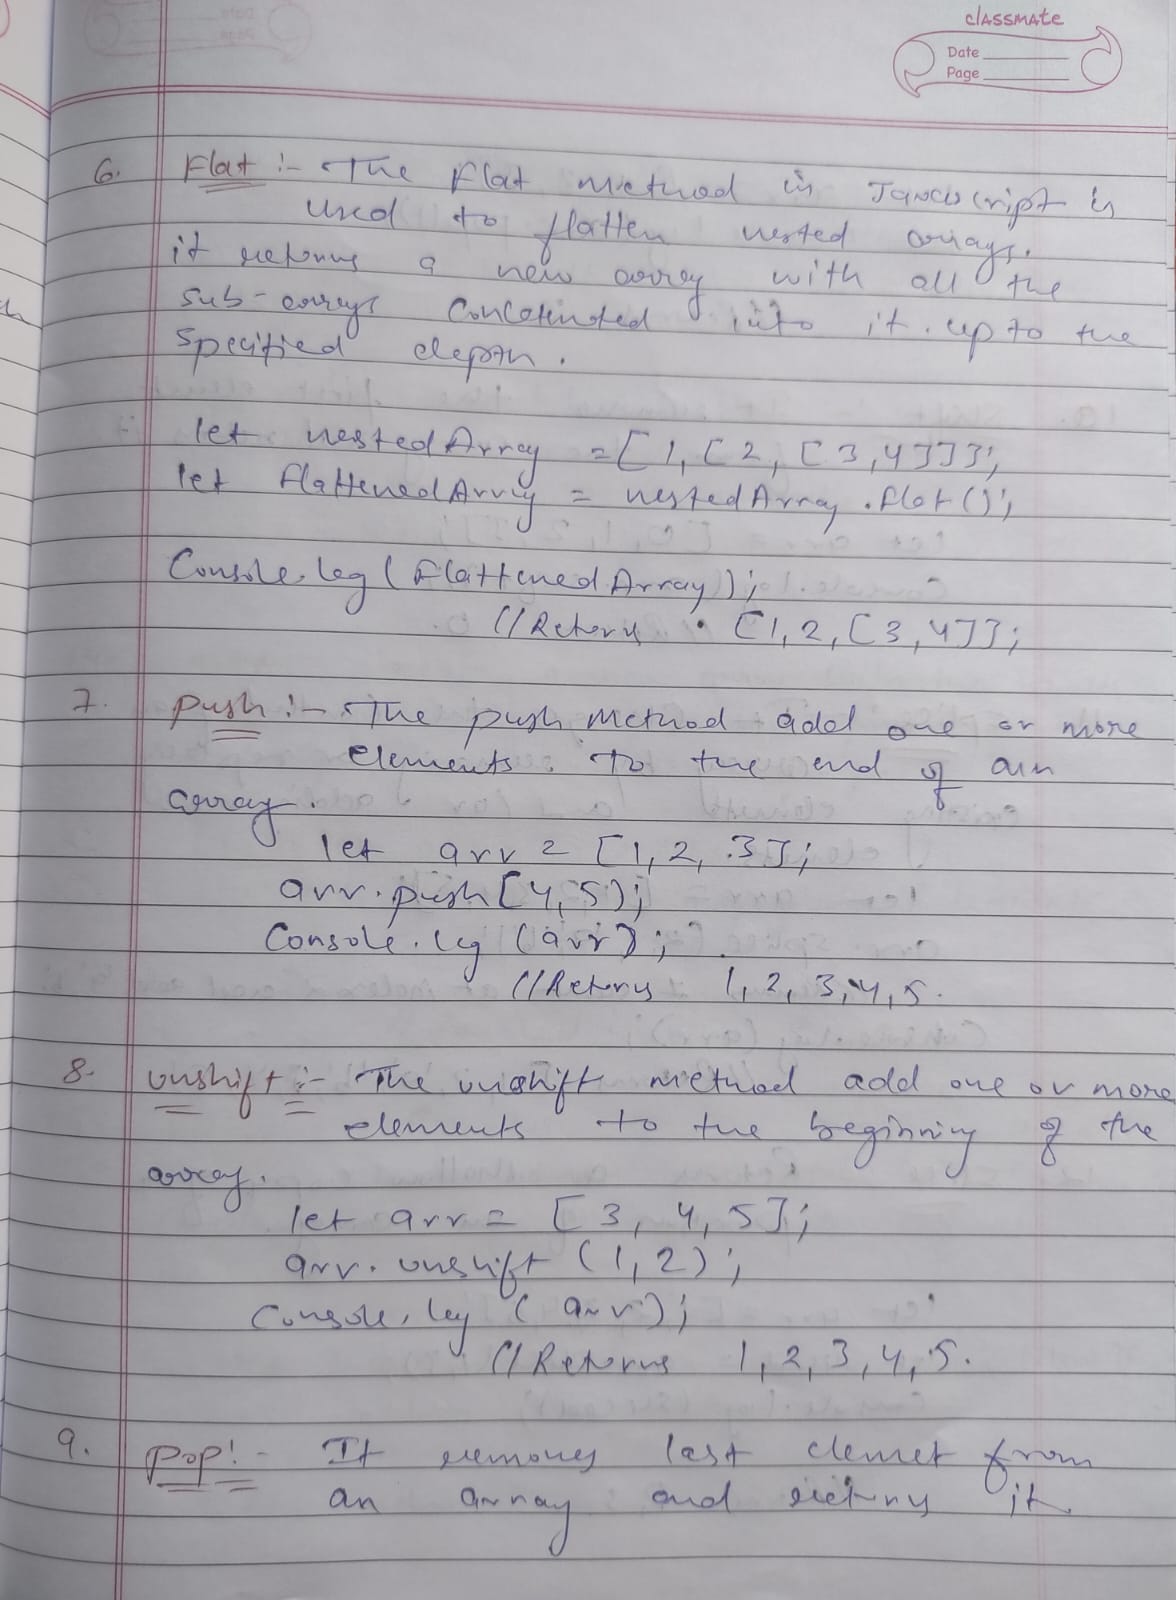 classmate
Date
Page
6. Flat :- The flat method in Javascript is
used to flatten nested arrays.
it returns a new array with all the
sub-arrays concatenated into it. up to the
specified depth.
let nestedArray = [1, [2, [3,4]]];
let flattenedArray = nestedArray.flat();
Console.log(FlattenedArray);
//Return • [1,2,[3,4]];
7. Push :- The push Method add one or more
elements. To the end of an
array.
let arr = [1,2, 3];
arr.push[4,5);
Console.log (arr);
//Returns 1,2,3,4,5.
8. unshift :- The unshift method add one or more
elements to the beginning of the
array.
let arr = [3, 4, 5];
arr.unshift (1,2);
Console.log (arr);
//Returns 1,2,3,4,5.
9. Pop:- It removes last elemet from
an array and return it.